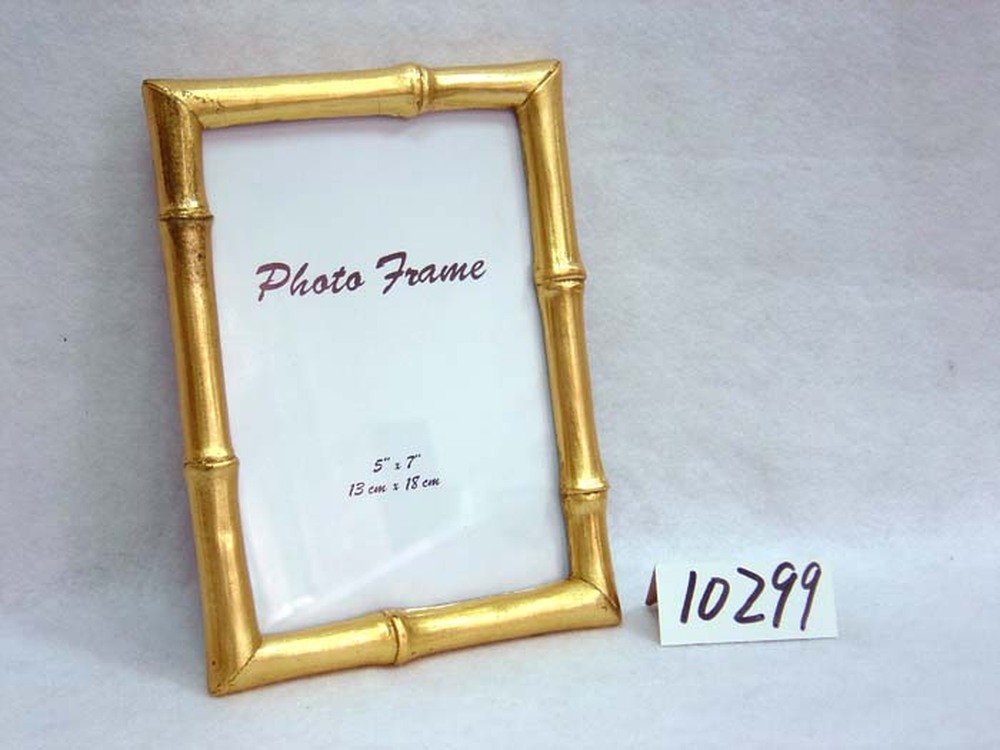 Photo Frame
5" x 7"
13 cm x 18 cm
10299